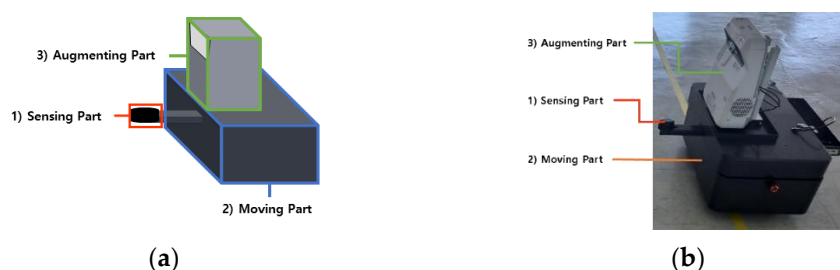 3) Augmenting Part
1) Sensing Part
2) Moving Part
(a)
3) Augmenting Part
1) Sensing Part
2) Moving Part
(b)